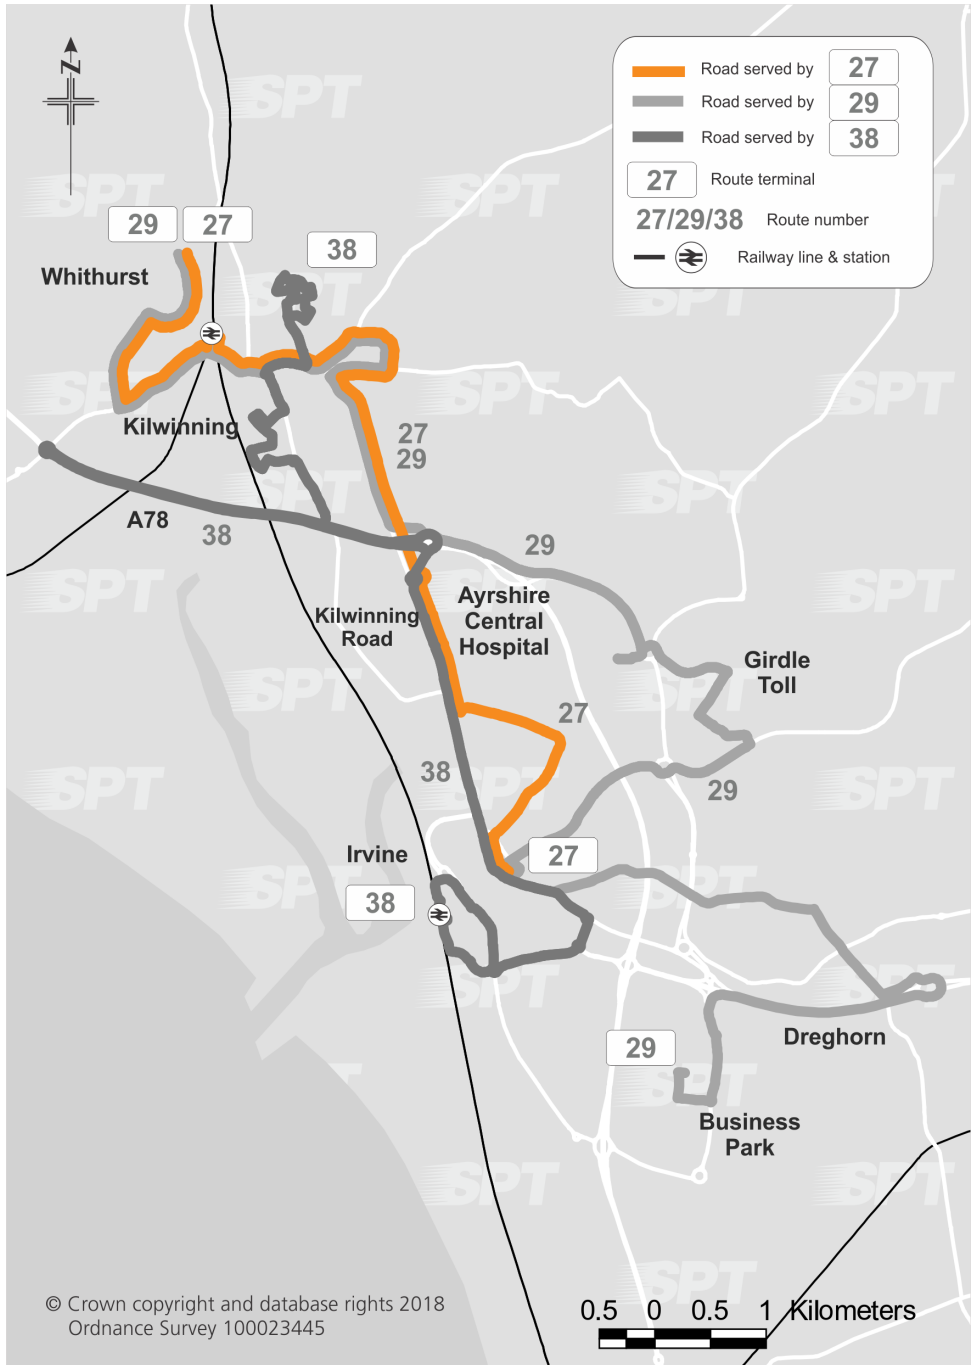 N
SPT
Road served by 27
Road served by 29
Road served by 38
27 Route terminal
27/29/38 Route number
Railway line & station
29 27
38
Whithurst
Kilwinning
27
29
A78
38
29
Kilwinning
Road
Ayrshire
Central
Hospital
Girdle
Toll
27
38
29
Irvine
27
38
Dreghorn
29
Business
Park
© Crown copyright and database rights 2018
Ordnance Survey 100023445
0.5 0 0.5 1 Kilometers